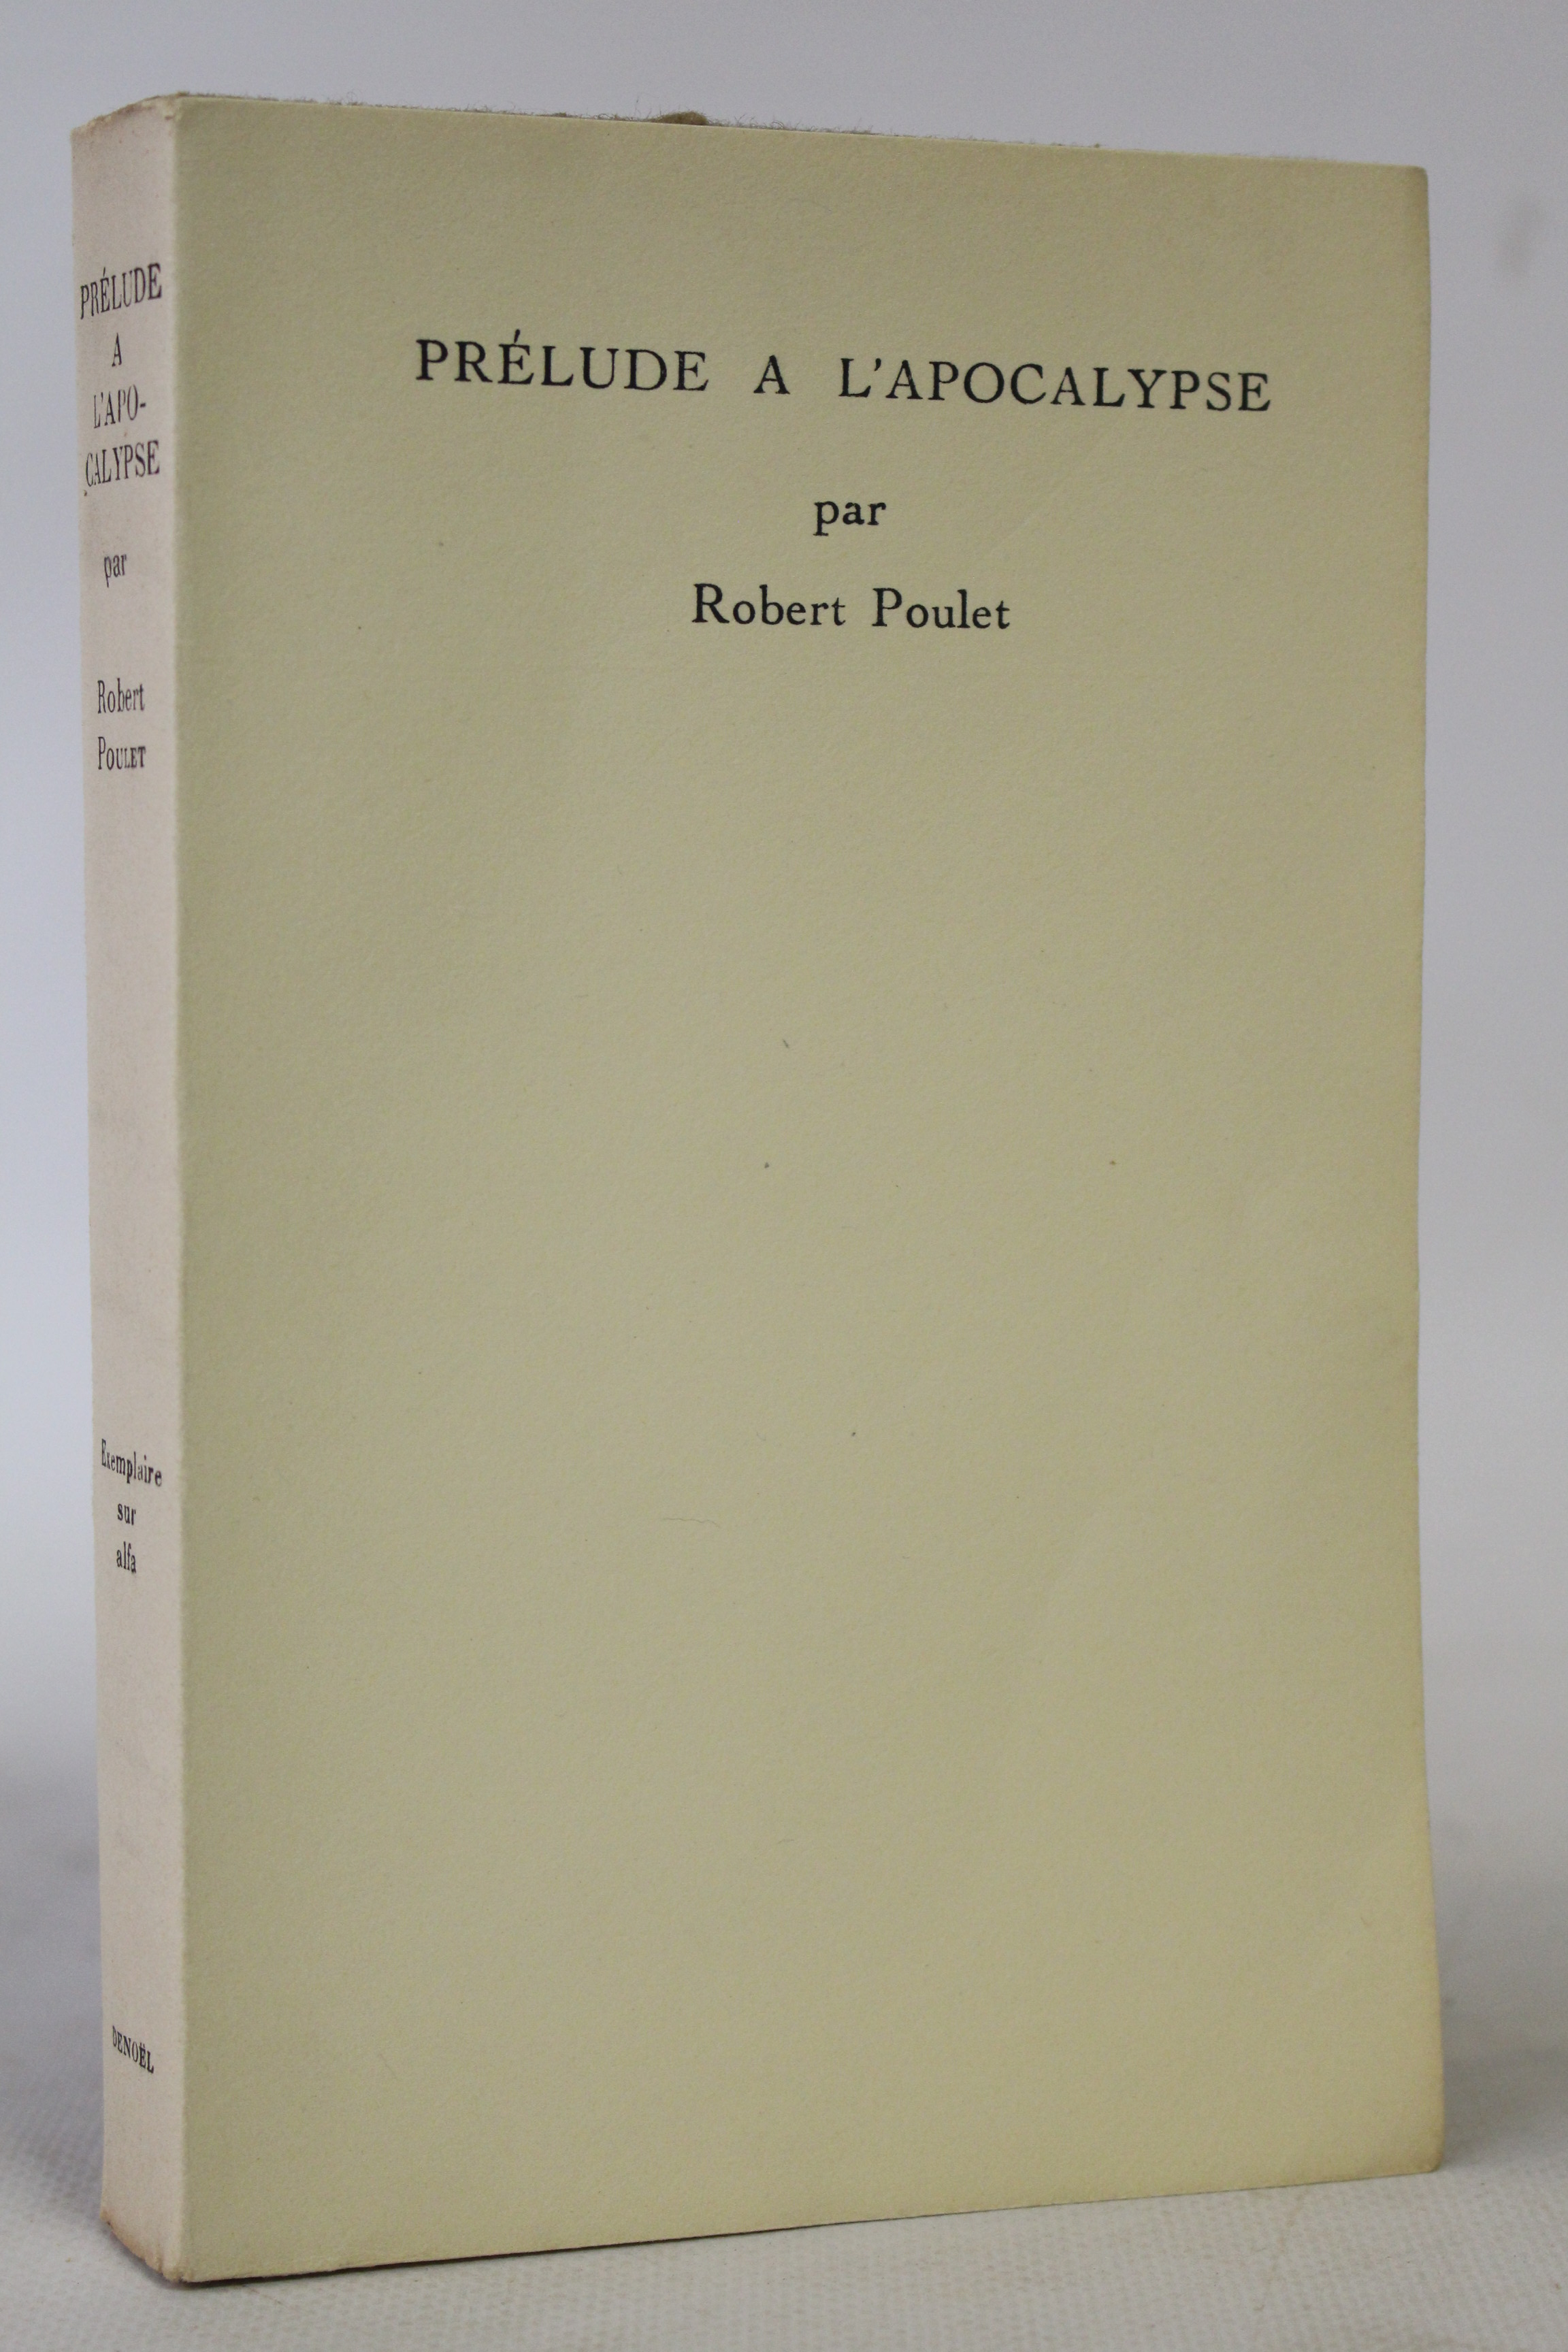 PRÉLUDE A L'APOCALYPSE
par
Robert Poulet
PRÉLUDE
A
L'APO-
CALYPSE
par
Robert
POULET
Exemplaire
sur
alfa
DENOËL